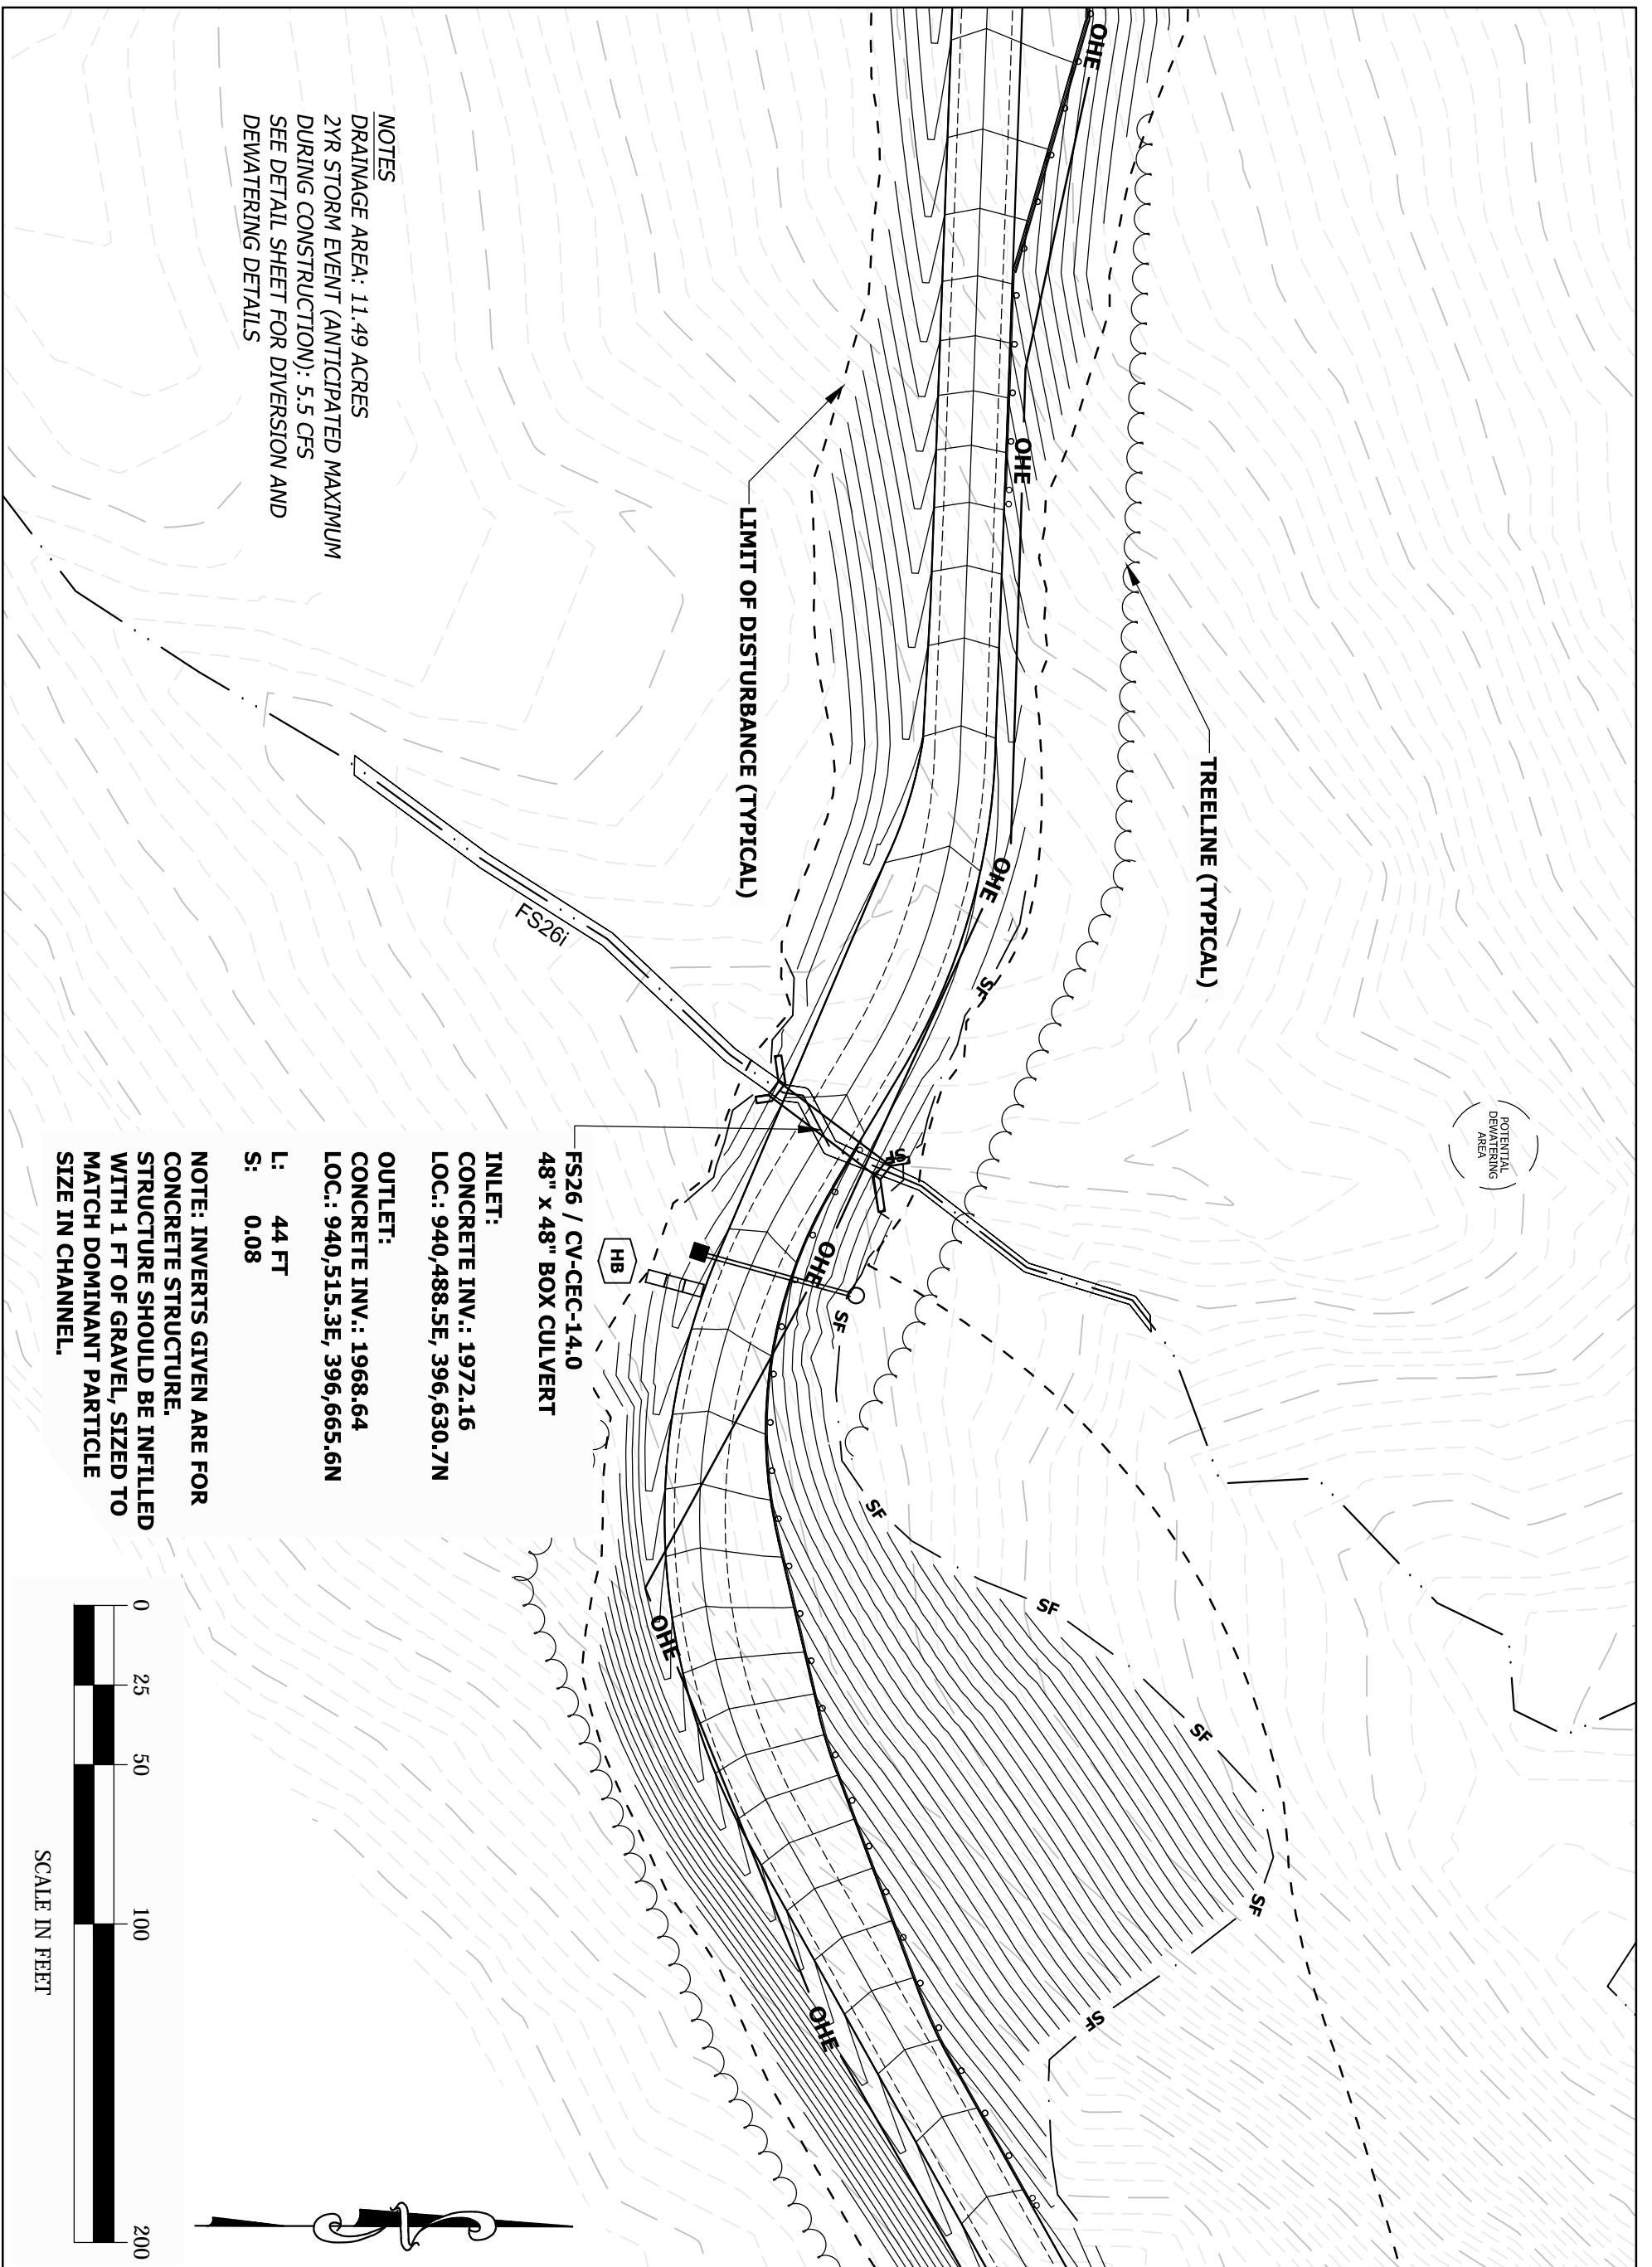 OHE
OHE
OHE
OHE
OHE
OHE
TREELINE (TYPICAL)
LIMIT OF DISTURBANCE (TYPICAL)
POTENTIAL
DEWATERING
AREA
SF
SF
SF
SF
SF
SF
SF
SF
FS26i
HB
NOTES
DRAINAGE AREA: 11.49 ACRES
2YR STORM EVENT (ANTICIPATED MAXIMUM
DURING CONSTRUCTION): 5.5 CFS
SEE DETAIL SHEET FOR DIVERSION AND
DEWATERING DETAILS
FS26 / CV-CEC-14.0
48" x 48" BOX CULVERT
INLET:
CONCRETE INV.: 1972.16
LOC.: 940,488.5E, 396,630.7N
OUTLET:
CONCRETE INV.: 1968.64
LOC.: 940,515.3E, 396,665.6N
L: 44 FT
S: 0.08
NOTE: INVERTS GIVEN ARE FOR
CONCRETE STRUCTURE.
STRUCTURE SHOULD BE INFILLED
WITH 1 FT OF GRAVEL, SIZED TO
MATCH DOMINANT PARTICLE
SIZE IN CHANNEL.
0 25 50 100 200
SCALE IN FEET